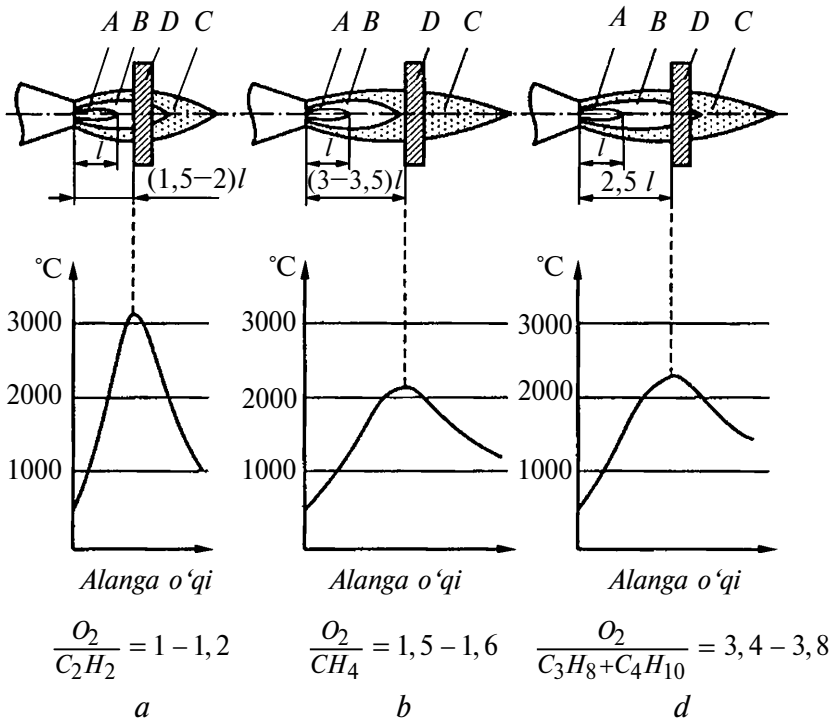 A B D C
l
(1,5–2)l
°C
3000
2000
1000
Alanga o‘qi
O2/C2H2 = 1 – 1, 2
a
A B D C
l
(3–3,5)l
°C
3000
2000
1000
Alanga o‘qi
O2/CH4 = 1, 5 – 1, 6
b
A B D C
l
2,5 l
°C
3000
2000
1000
Alanga o‘qi
O2/C3H8+C4H10 = 3, 4 – 3, 8
d